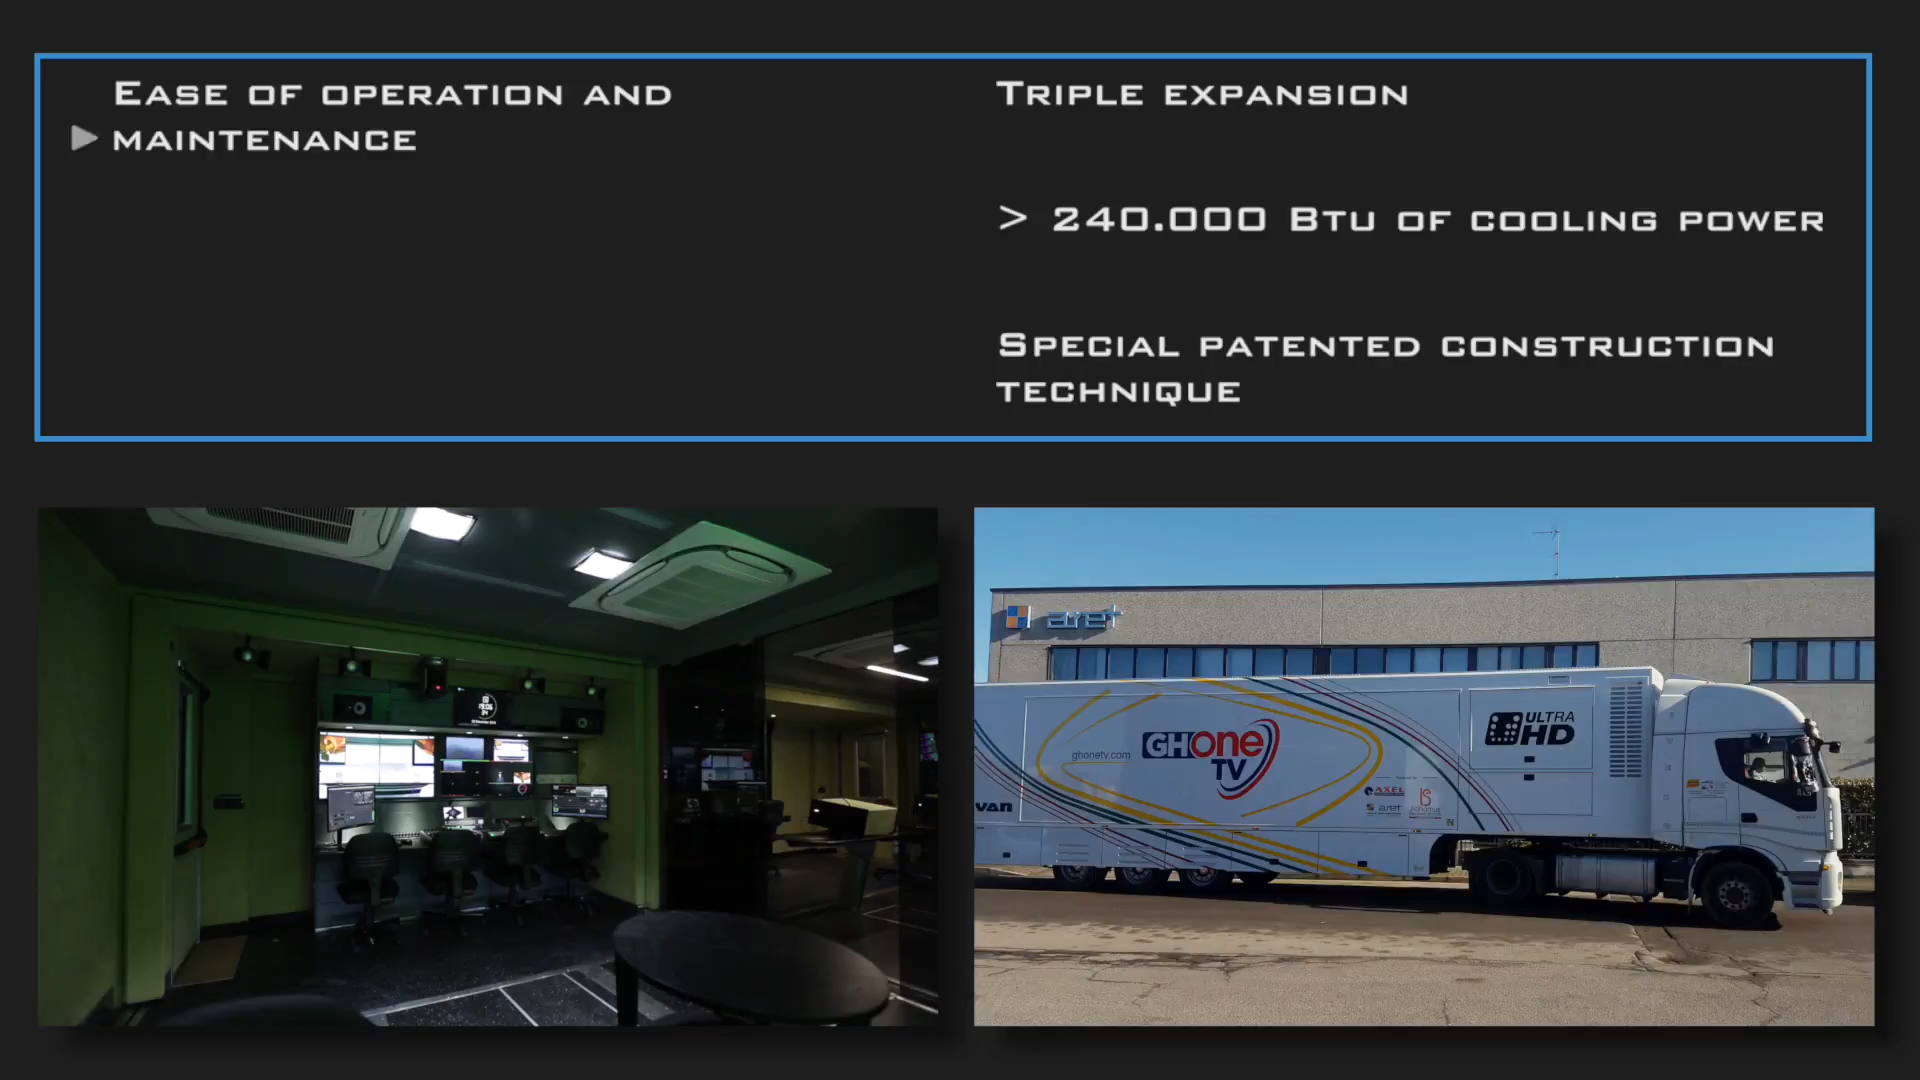 EASE OF OPERATION AND
MAINTENANCE
TRIPLE EXPANSION
> 240.000 BTU OF COOLING POWER
SPECIAL PATENTED CONSTRUCTION
TECHNIQUE
aret
ULTRA
HD
ghonetv.com
GHone
TV
VAN
AXEL
aret